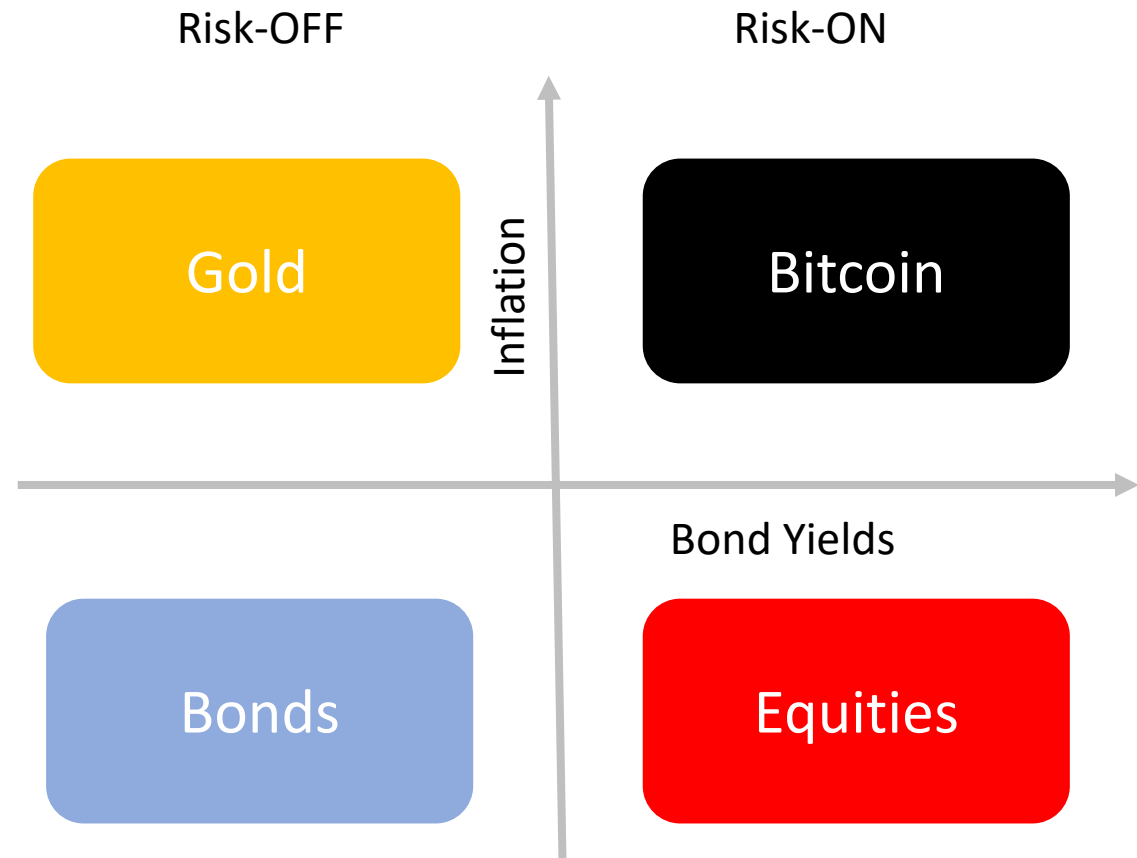 Risk-OFF
Risk-ON
Gold
Inflation
Bitcoin
Bond Yields
Bonds
Equities